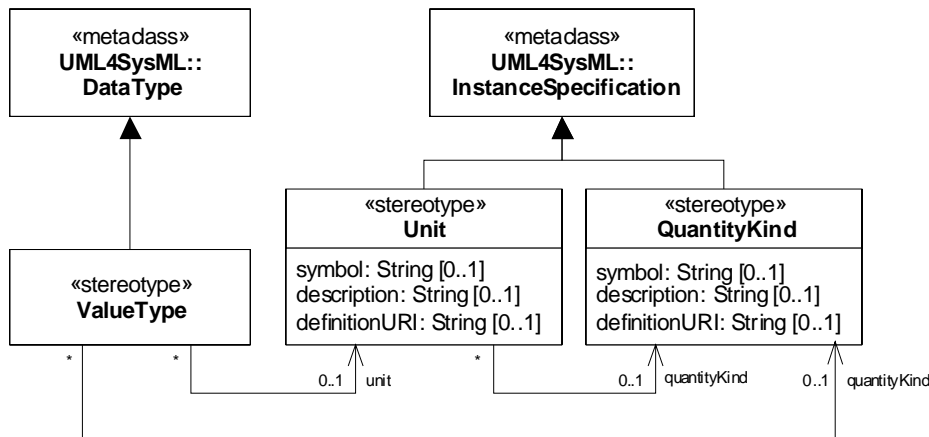 «metadass»
UML4SysML::
DataType
«metadass»
UML4SysML::
InstanceSpecification
«stereotype»
ValueType
«stereotype»
Unit
symbol: String [0..1]
description: String [0..1]
definitionURI: String [0..1]
«stereotype»
QuantityKind
symbol: String [0..1]
description: String [0..1]
definitionURI: String [0..1]
*
*
0..1
unit
*
0..1
quantityKind
0..1
quantityKind